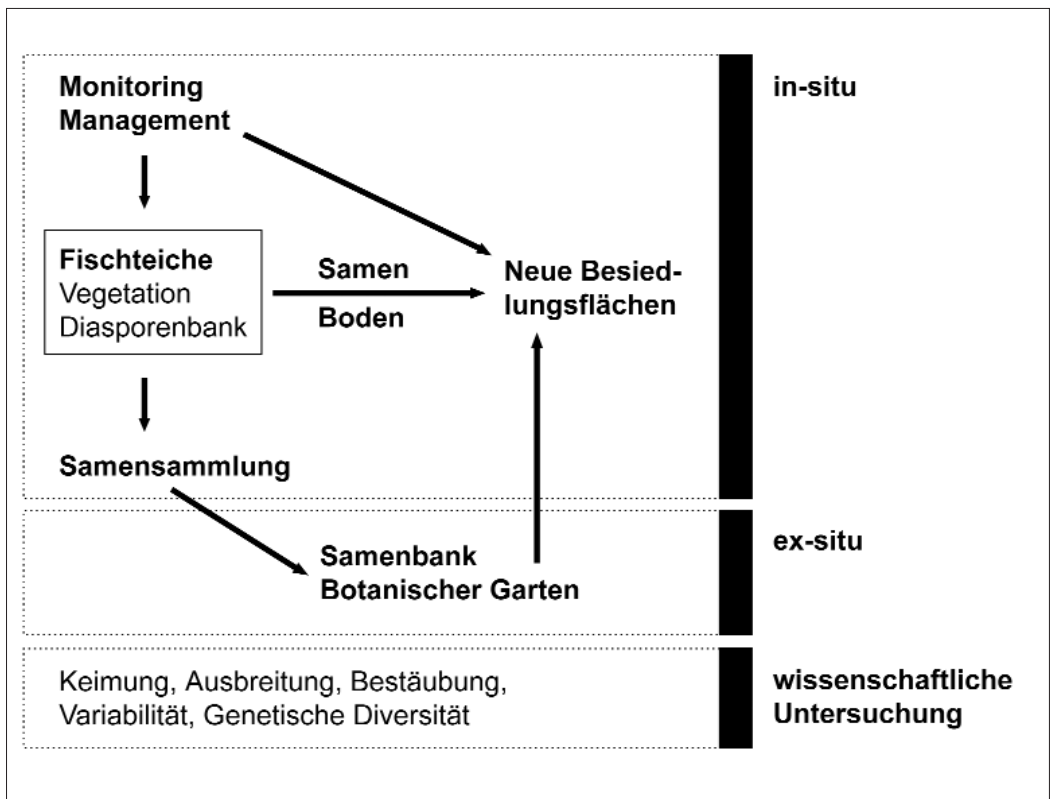 Monitoring
Management
in-situ
Fischteiche
Vegetation
Diasporenbank
Samen
Boden
Neue Besied-
lungsflächen
Samensammlung
Samenbank
Botanischer Garten
ex-situ
Keimung, Ausbreitung, Bestäubung,
Variabilität, Genetische Diversität
wissenschaftliche
Untersuchung